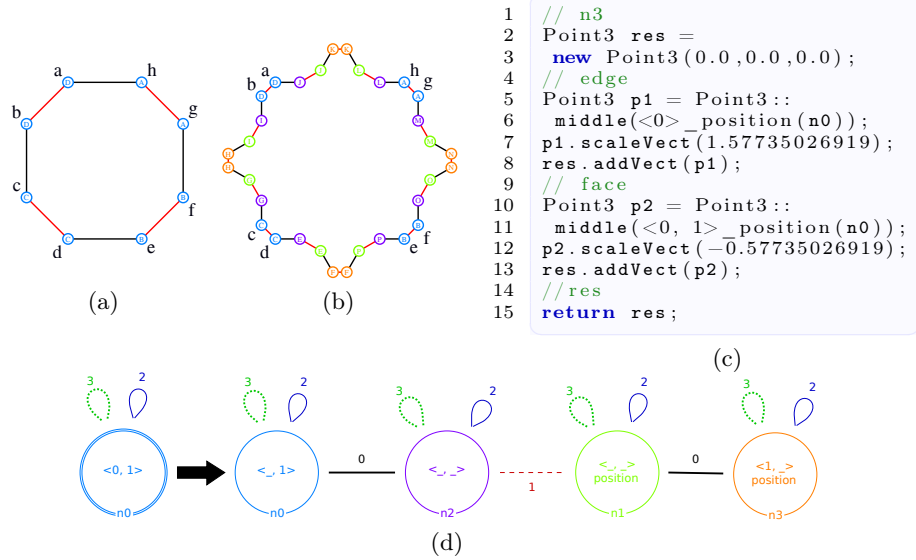 a
h
b
g
c
f
d
e
D
A
D
A
C
B
C
B
(a)
K
K
a
h
b
g
D
J
J
L
L
A
D
A
I
M
I
M
H
N
H
N
G
O
G
O
C
B
c
f
C
E
E
P
P
B
d
e
F
F
(b)
1 // n3
2 Point3 res =
3 new Point3(0.0,0.0,0.0);
4 // edge
5 Point3 p1 = Point3::
6 middle(<0>_position(n0));
7 p1.scaleVect(1.57735026919);
8 res.addVect(p1);
9 // face
10 Point3 p2 = Point3::
11 middle(<0, 1>_position(n0));
12 p2.scaleVect(-0.57735026919);
13 res.addVect(p2);
14 //res
15 return res;
(c)
3 2 3 2 3 2 3 2 3 2
<0, 1> <_, 1> 0 <_, _> 1 <_, _> position 0 <1, _> position
n0 n0 n2 n1 n3
(d)